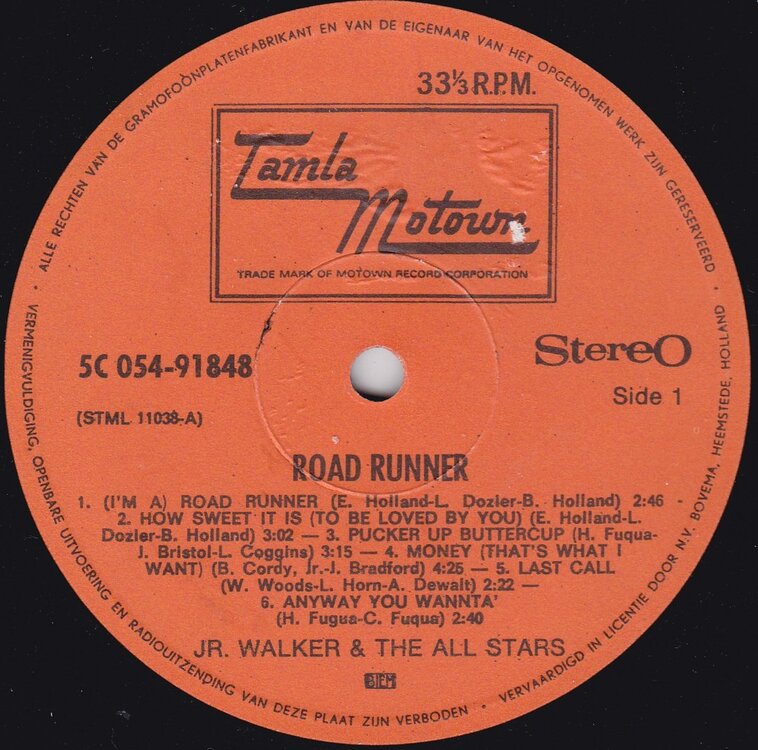 ALLE RECHTEN VAN DE GRAMOFOONPLATENFABRIKANT EN VAN DE EIGENAAR VAN HET OPGENOMEN WERK ZIJN GERESERVEERD
33⅓ R.P.M.
Tamla
Motown
TRADE MARK OF MOTOWN RECORD CORPORATION
5C 054-91848
(STML 11038-A)
Stereo
Side 1
ROAD RUNNER
1. (I'M A) ROAD RUNNER (E. Holland-L. Dozier-B. Holland) 2:46 -
2. HOW SWEET IT IS (TO BE LOVED BY YOU) (E. Holland-L.
Dozier-B. Holland) 3:02 — 3. PUCKER UP BUTTERCUP (H. Fuqua-
J. Bristol-L. Coggins) 3:15 — 4. MONEY (THAT'S WHAT I
WANT) (B. Cordy, Jr.-J. Bradford) 4:25 — 5. LAST CALL
(W. Woods-L. Horn-A. Dewalt) 2:22 —
6. ANYWAY YOU WANNTA'
(H. Fugua-C. Fuqua) 2:40
JR. WALKER & THE ALL STARS
BIEM
VERMENIGVULDIGING, OPENBARE UITVOERING EN RADIOUITZENDING VAN DEZE PLAAT ZIJN VERBODEN • VERVAARDIGD IN LICENTIE DOOR N.V. BOVEMA, HEEMSTEDE, HOLLAND •